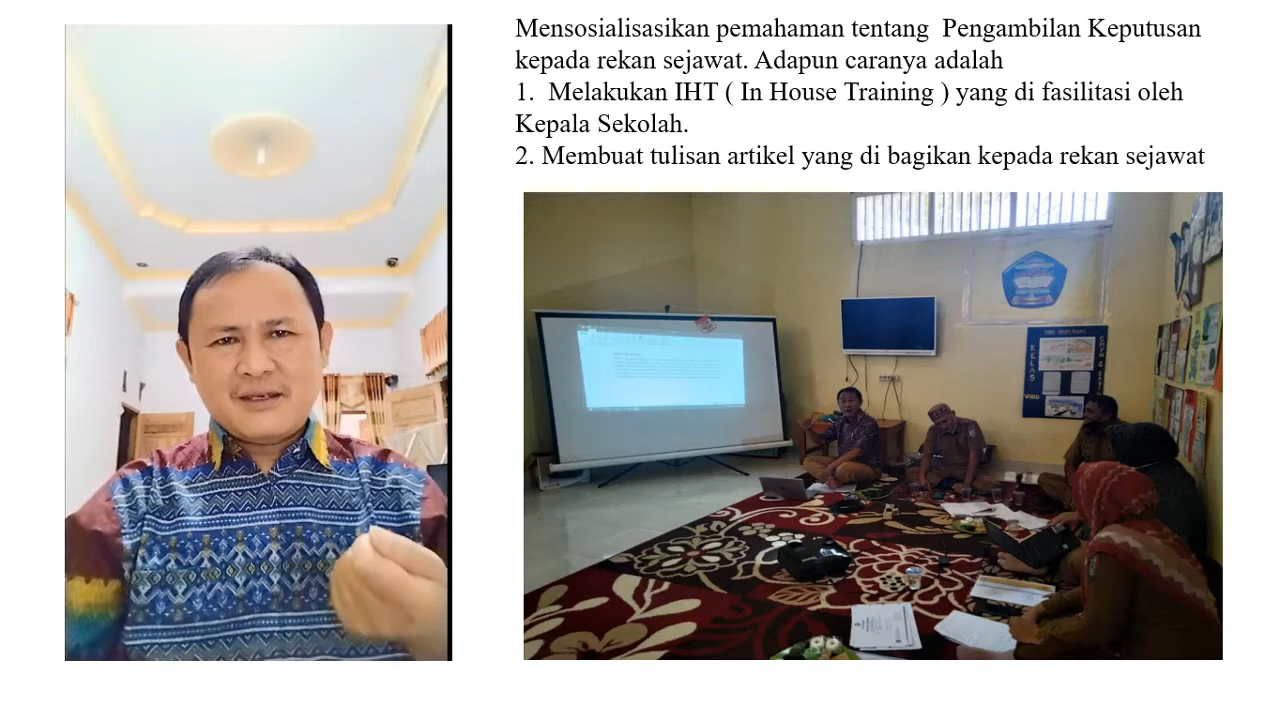 Mensosialisasikan pemahaman tentang  Pengambilan Keputusan
kepada rekan sejawat. Adapun caranya adalah
1.  Melakukan IHT ( In House Training ) yang di fasilitasi oleh
Kepala Sekolah.
2. Membuat tulisan artikel yang di bagikan kepada rekan sejawat
KELAS